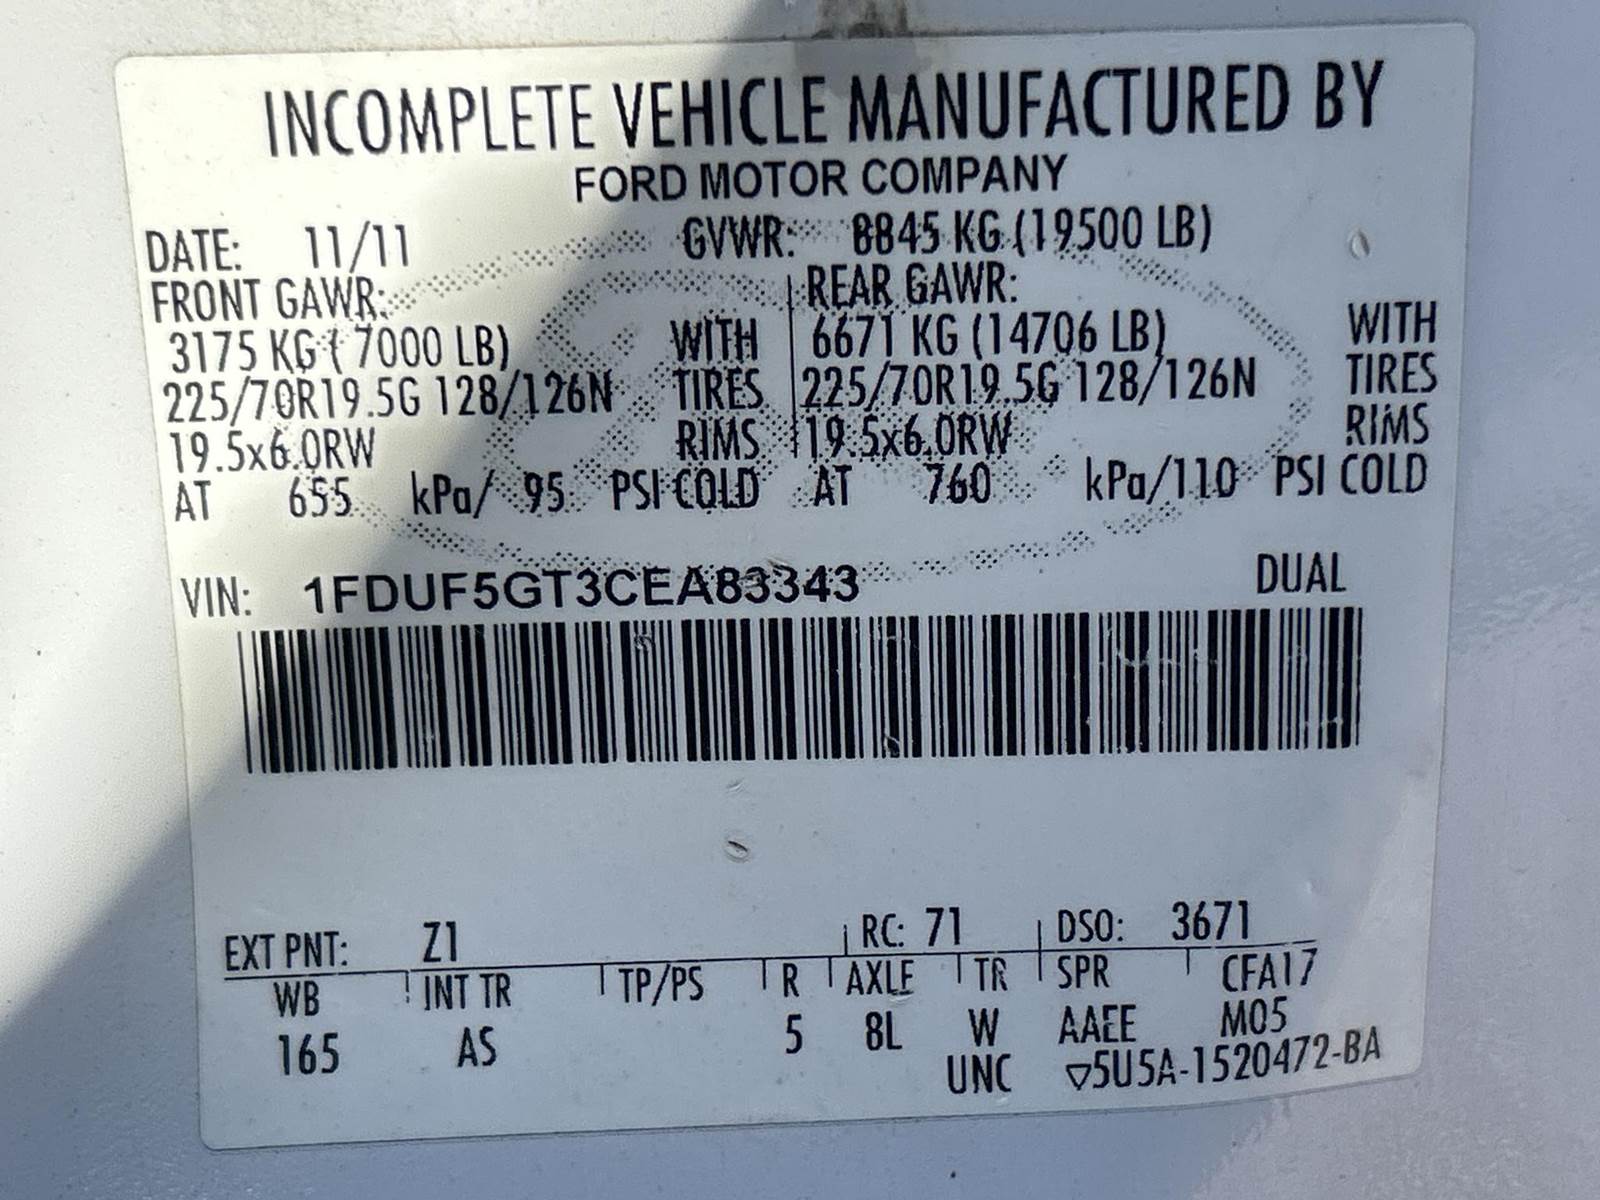 INCOMPLETE VEHICLE MANUFACTURED BY
FORD MOTOR COMPANY
DATE: 11/11 GVWR: 8845 KG (19500 LB)
FRONT GAWR: REAR GAWR:
3175 KG ( 7000 LB) WITH 6671 KG (14706 LB) WITH
225/70R19.5G 128/126N TIRES 225/70R19.5G 128/126N TIRES
19.5x6.0RW RIMS 19.5x6.0RW RIMS
AT 655 kPa/ 95 PSI COLD AT 760 kPa/110 PSI COLD
VIN: 1FDUF5GT3CEA83343 DUAL
EXT PNT: Z1 RC: 71 DSO: 3671
WB INT TR TP/PS R AXLE TR SPR CFA17
165 AS 5 8L W AAEE M05
UNC ▽5U5A-1520472-BA